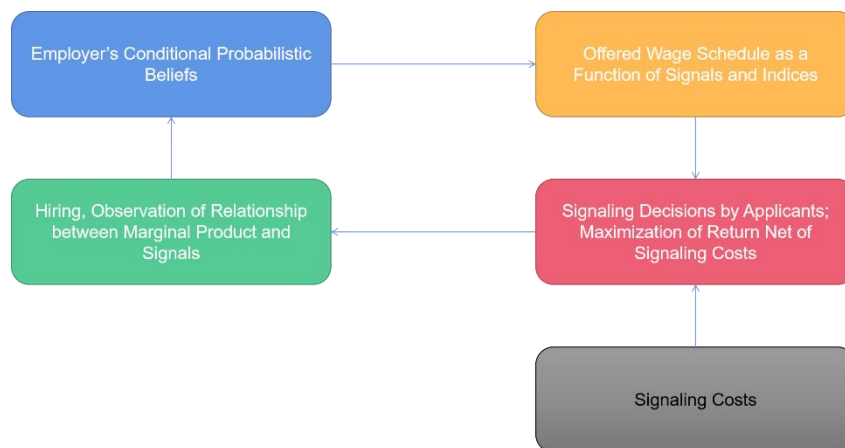 Employer’s Conditional Probabilistic
Beliefs
Offered Wage Schedule as a
Function of Signals and Indices
Hiring, Observation of Relationship
between Marginal Product and
Signals
Signaling Decisions by Applicants;
Maximization of Return Net of
Signaling Costs
Signaling Costs